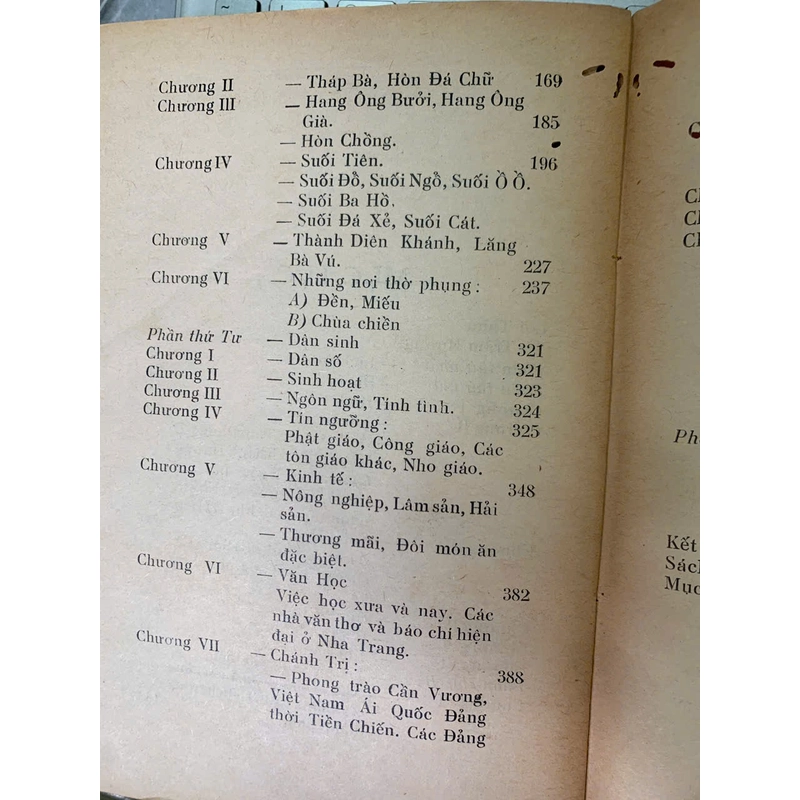 Chương II — Tháp Bà, Hòn Đá Chữ 169
Chương III — Hang Ông Bưởi, Hang Ông
Già. 185
— Hòn Chồng.
Chương IV — Suối Tiên. 196
— Suối Đồ, Suối Ngổ, Suối Ồ Ồ.
— Suối Ba Hồ.
— Suối Đá Xẻ, Suối Cát.
Chương V — Thành Diên Khánh, Lăng
Bà Vú. 227
Chương VI — Những nơi thờ phụng : 237
A) Đền, Miếu
B) Chùa chiền
Phần thứ Tư — Dân sinh 321
Chương I — Dân số 321
Chương II — Sinh hoạt 323
Chương III — Ngôn ngữ, Tính tình. 324
Chương IV — Tín ngưỡng : 325
Phật giáo, Công giáo, Các
tôn giáo khác, Nho giáo.
Chương V — Kinh tế : 348
— Nông nghiệp, Lâm sản, Hải
sản.
— Thương mãi, Đôi món ăn
đặc biệt.
Chương VI — Văn Học 382
Việc học xưa và nay. Các
nhà văn thơ và báo chí hiện
đại ở Nha Trang.
Chương VII — Chánh Trị : 388
— Phong trào Cần Vương,
Việt Nam Ái Quốc Đảng
thời Tiền Chiến. Các Đảng
Kết
Sách
Mục